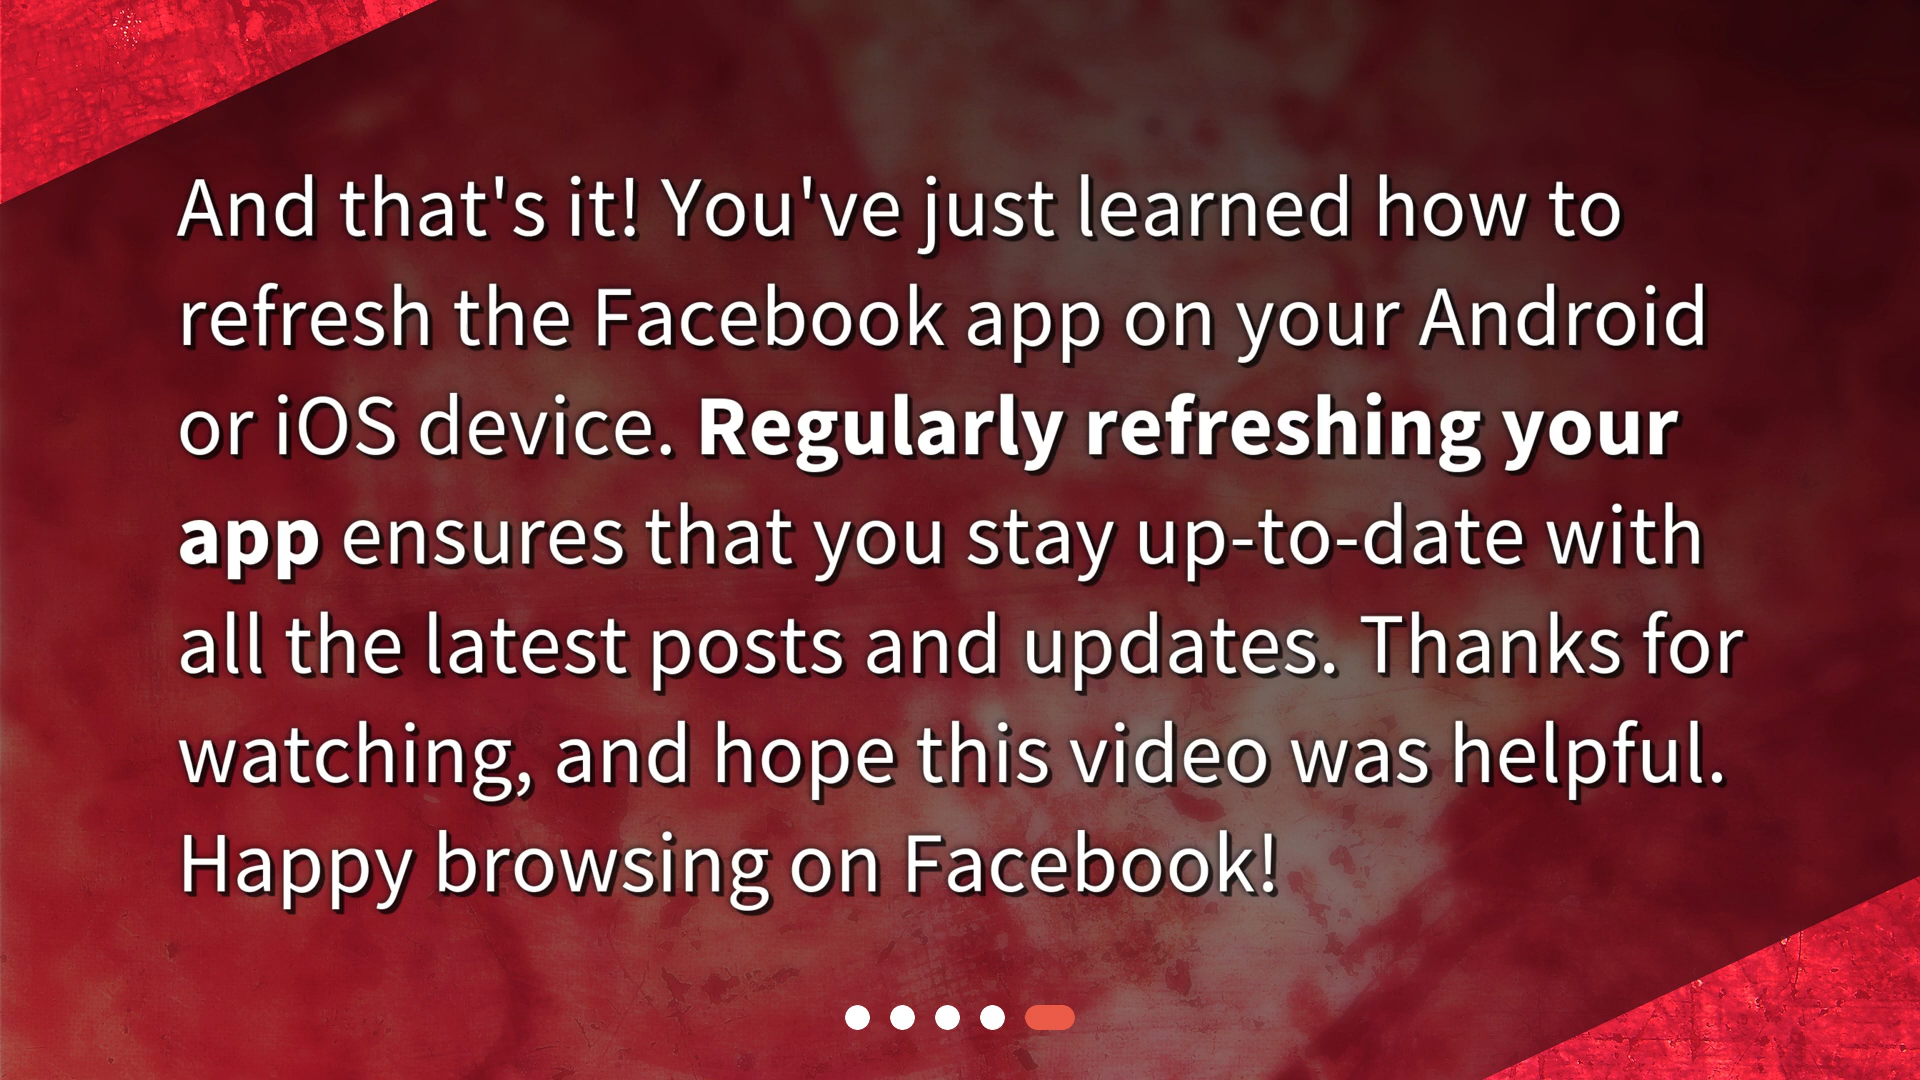 And that's it! You've just learned how to
refresh the Facebook app on your Android
or iOS device. Regularly refreshing your
app ensures that you stay up-to-date with
all the latest posts and updates. Thanks for
watching, and hope this video was helpful.
Happy browsing on Facebook!